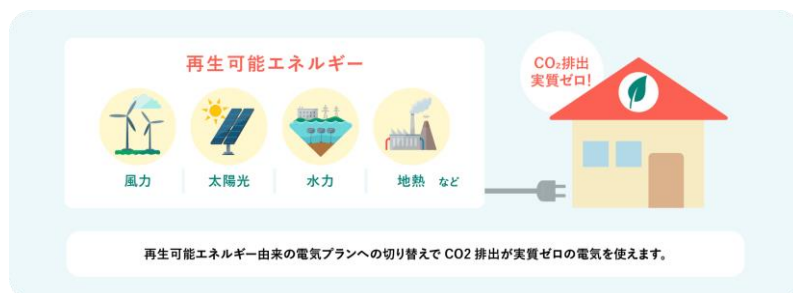 再生可能エネルギー
CO₂排出
実質ゼロ!
風力
太陽光
水力
地熱 など
再生可能エネルギー由来の電気プランへの切り替えで CO2 排出が実質ゼロの電気を使えます。